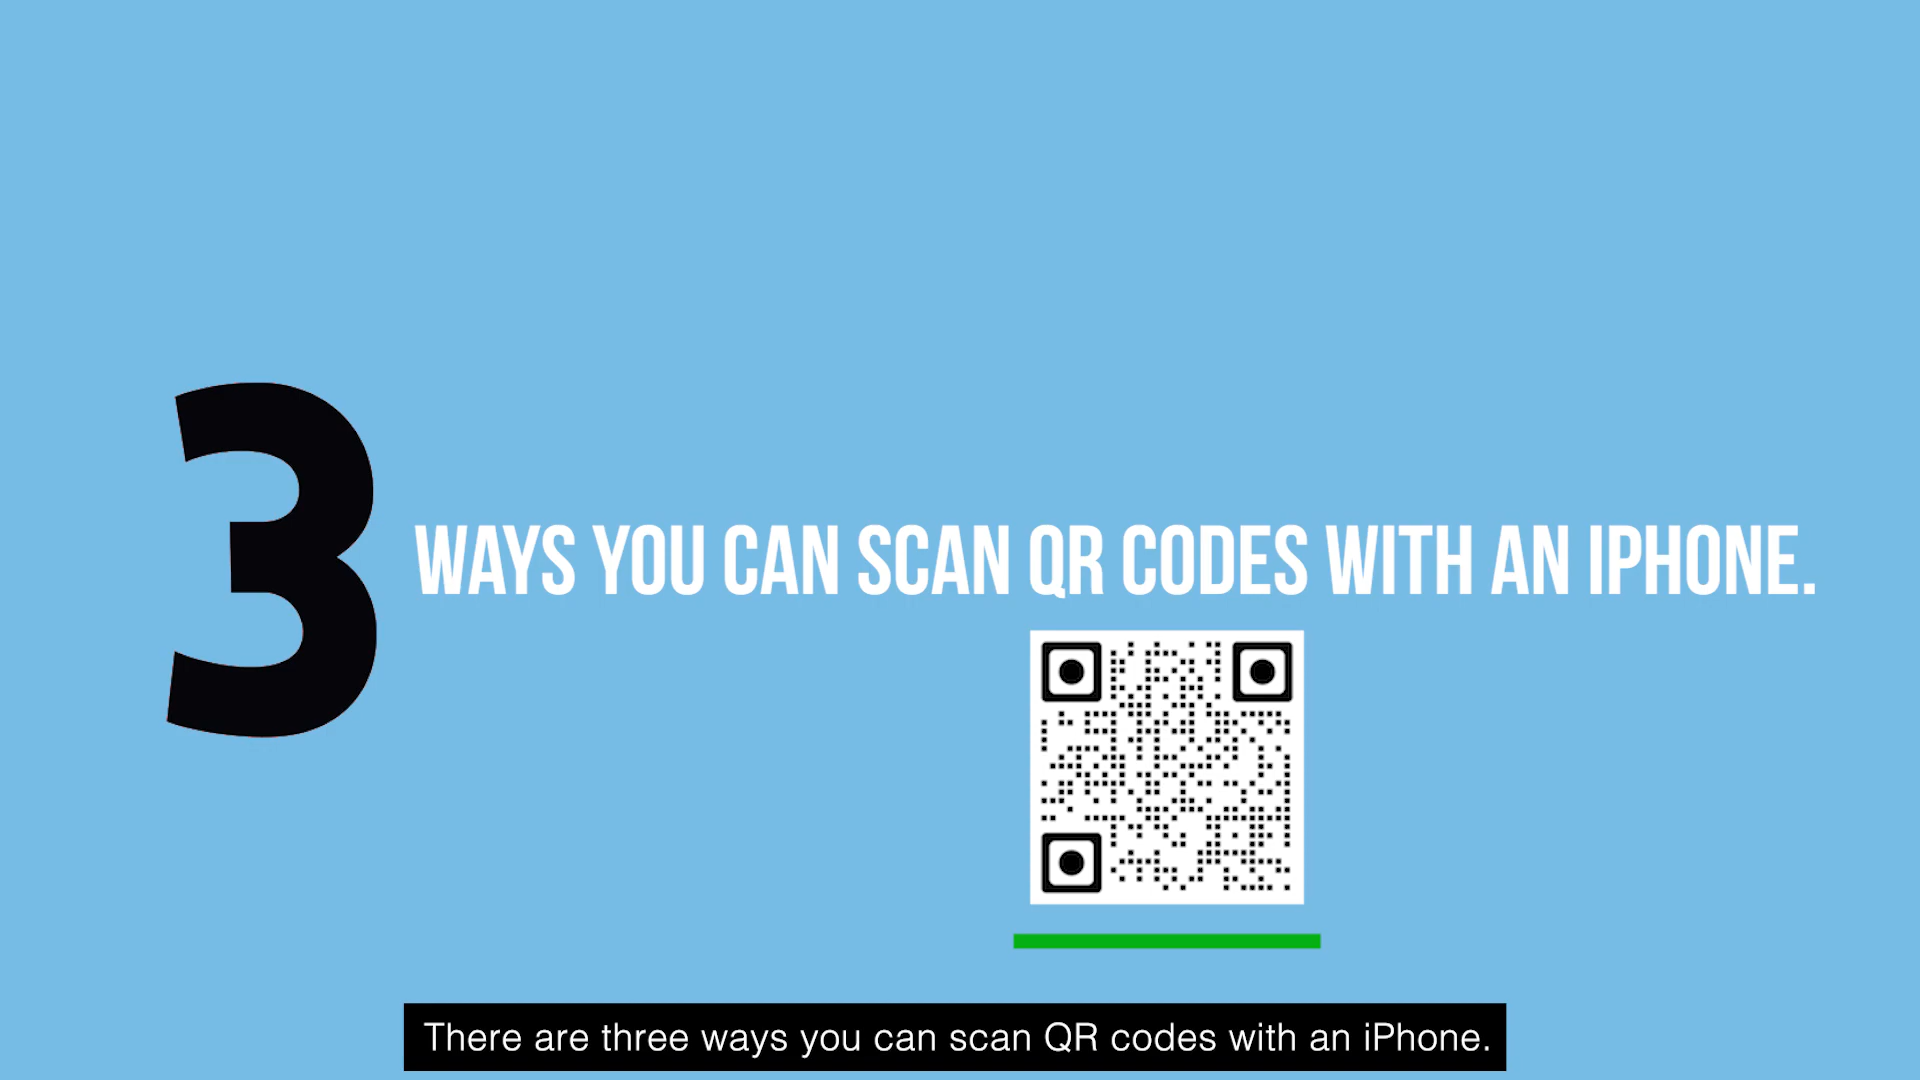 3 WAYS YOU CAN SCAN QR CODES WITH AN IPHONE.
There are three ways you can scan QR codes with an iPhone.